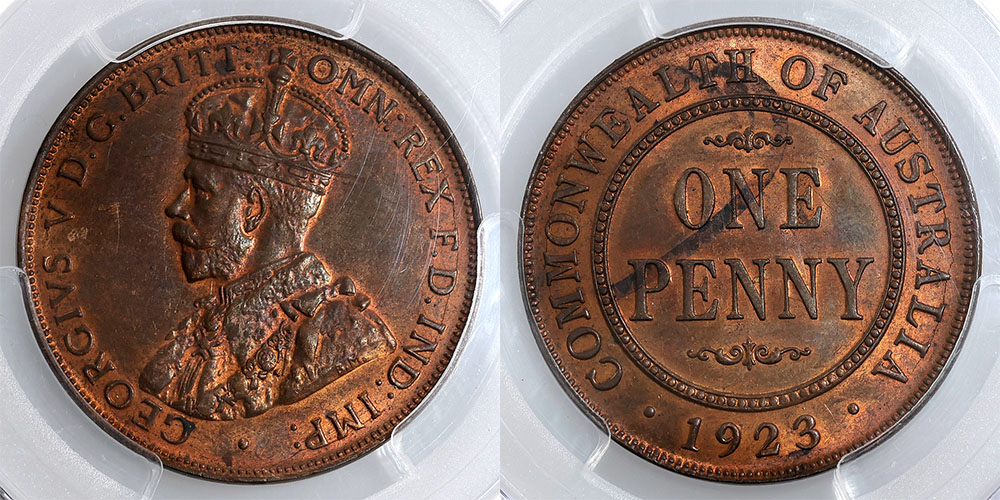 GEORGIVS V D.G.BRITT: OMN: REX F.D: IND: IMP:
COMMONWEALTH OF AUSTRALIA
ONE
PENNY
· 1923 ·